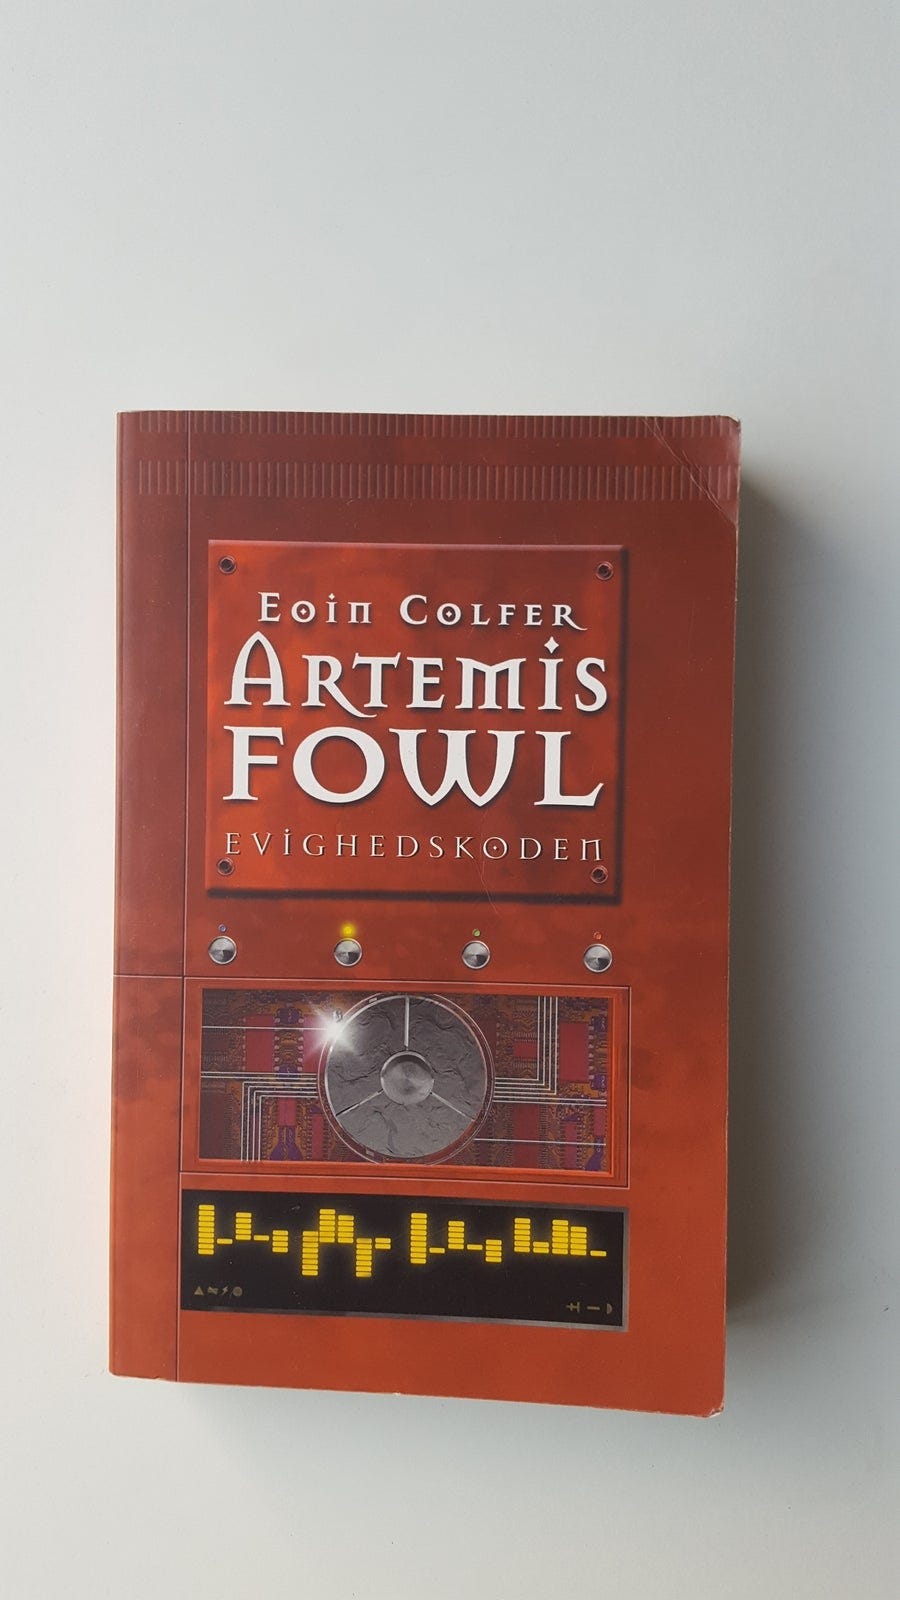 Eoin Colfer
Artemis
Fowl
Evighedskoden